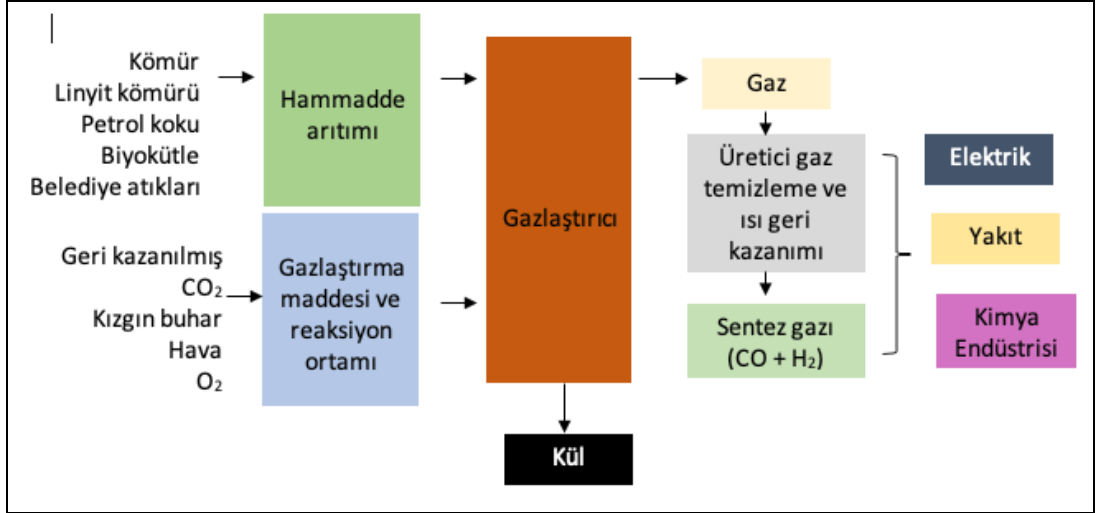 Kömür
Linyit kömürü
Petrol koku
Biyokütle
Belediye atıkları
Hammadde
arıtımı
Geri kazanılmış
CO₂
Kızgın buhar
Hava
O₂
Gazlaştırma
maddesi ve
reaksiyon
ortamı
Gazlaştırıcı
Kül
Gaz
Üretici gaz
temizleme ve
ısı geri
kazanımı
Sentez gazı
(CO + H₂)
Elektrik
Yakıt
Kimya
Endüstrisi